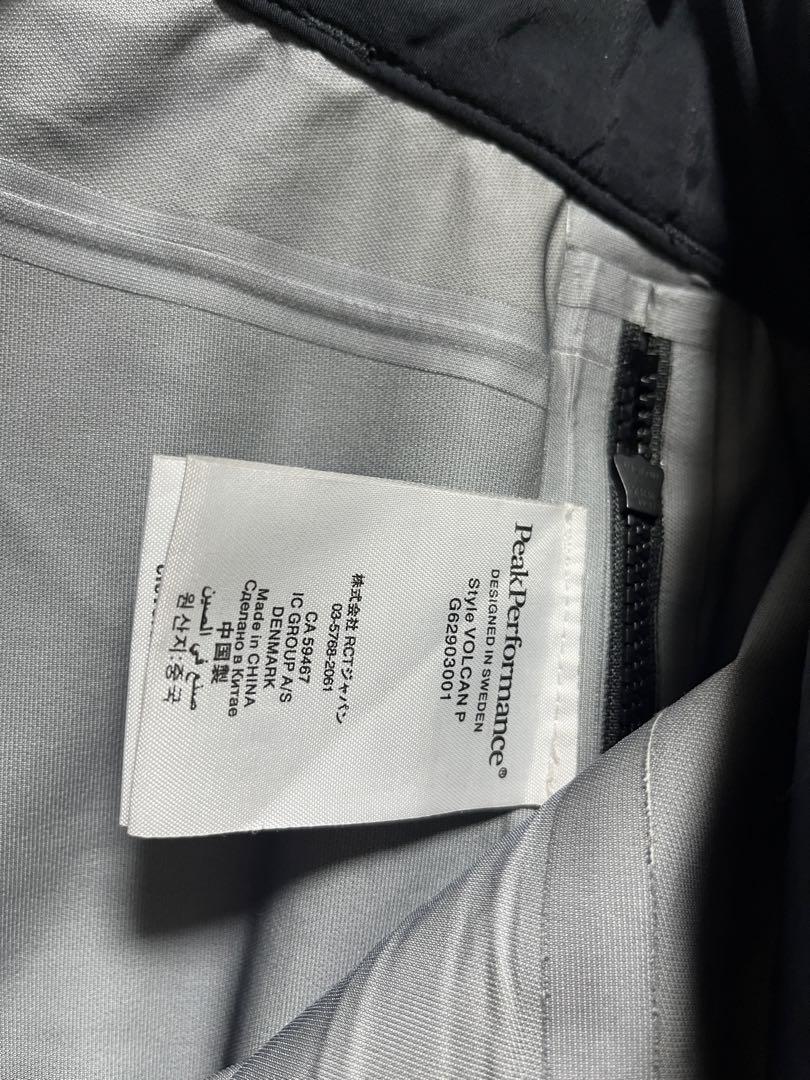 PeakPerformance®
DESIGNED IN SWEDEN
Style VOLCAN P
G62903001
株式会社 RCTジャパン
03-5768-2061
CA 59467
IC GROUP A/S
DENMARK
Made in CHINA
Сделано в Китае
中国製
صنع في الصين
원산지:중국